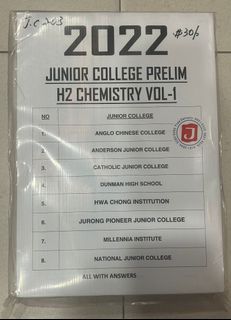 J.C 203
2022
$30/=
JUNIOR COLLEGE PRELIM
H2 CHEMISTRY VOL-1
NO JUNIOR COLLEGE
1. ANGLO CHINESE COLLEGE
2. ANDERSON JUNIOR COLLEGE
3. CATHOLIC JUNIOR COLLEGE
4. DUNMAN HIGH SCHOOL
5. HWA CHONG INSTITUTION
6. JURONG PIONEER JUNIOR COLLEGE
7. MILLENNIA INSTITUTE
8. NATIONAL JUNIOR COLLEGE
ALL WITH ANSWERS
J